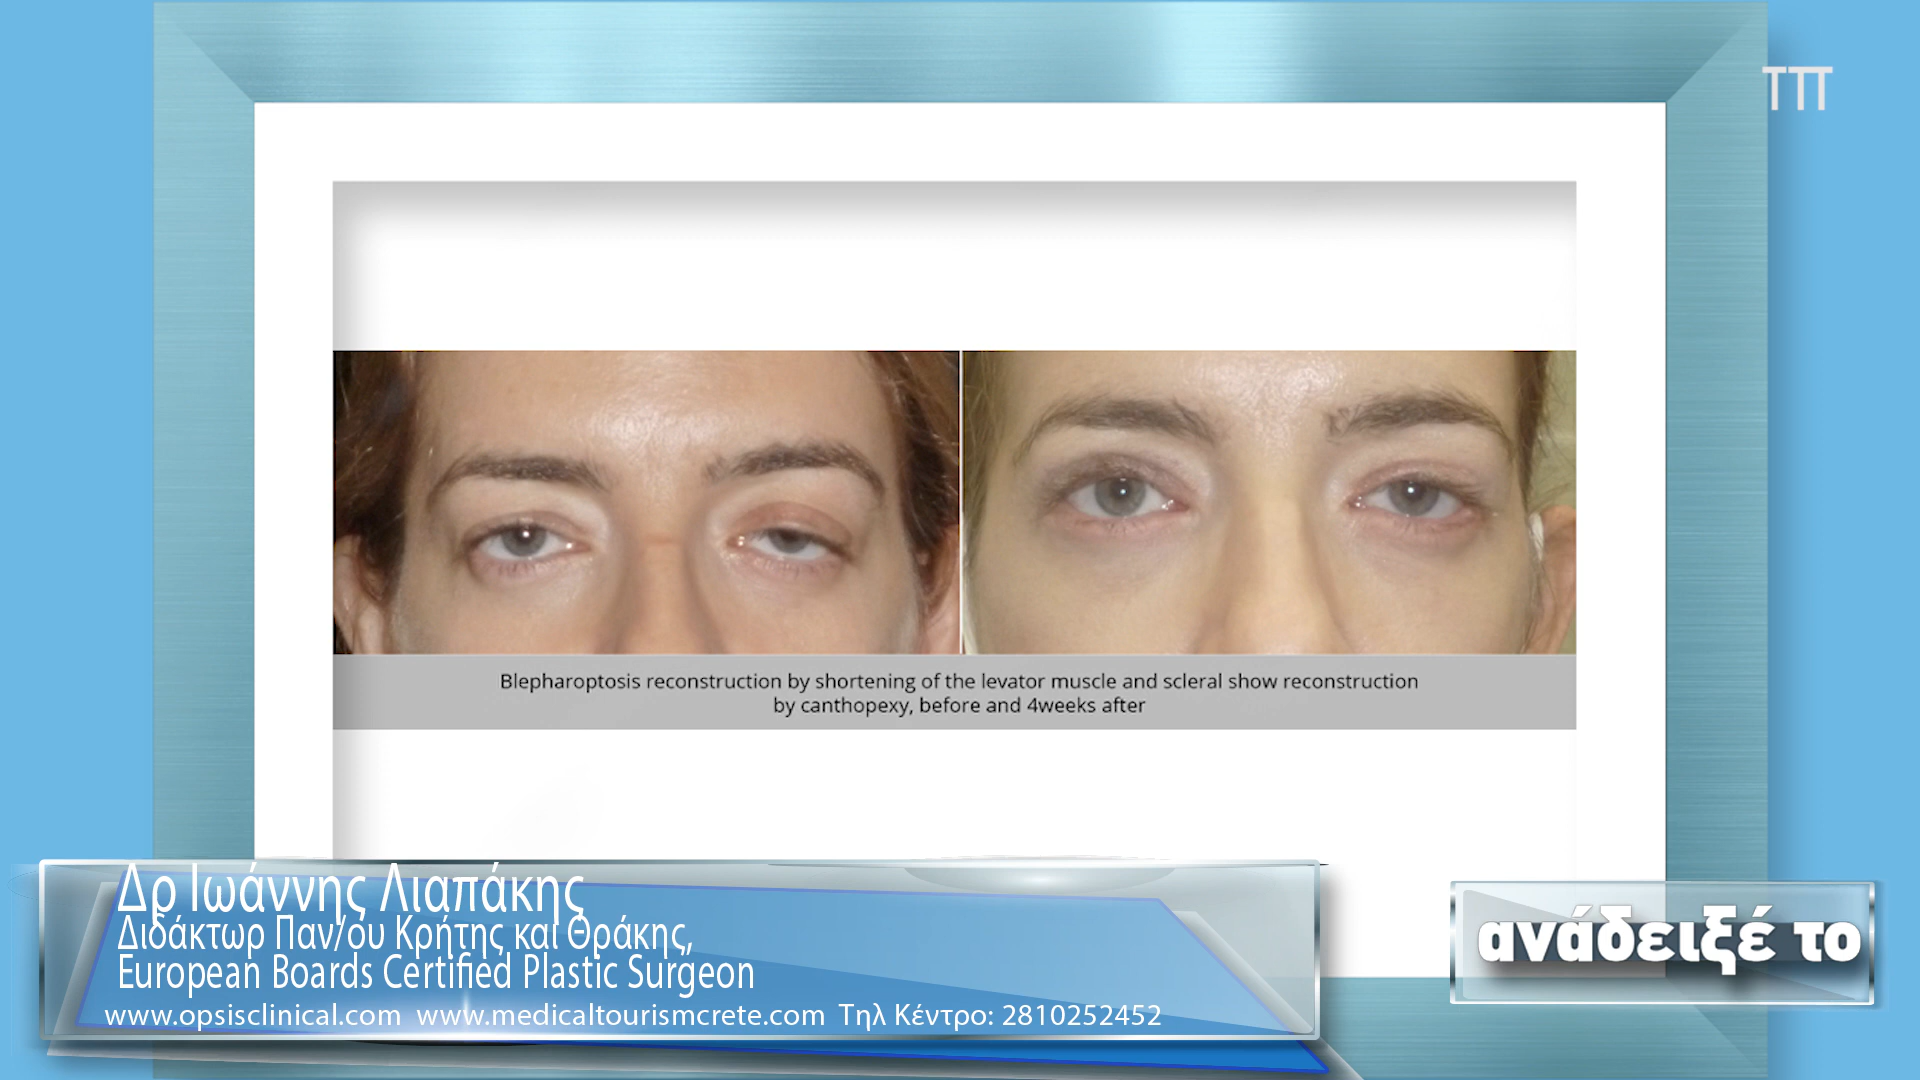 ΤΠ
Blepharoptosis reconstruction by shortening of the levator muscle and scleral show reconstruction
by canthopexy, before and 4weeks after
Δρ Ιωάννης Λιαπάκης
Διδάκτωρ Παν/ου Κρήτης και Θράκης,
European Boards Certified Plastic Surgeon
www.opsisclinical.com www.medicaltourismcrete.com Τηλ Κέντρο: 2810252452
ανάδειξέ το